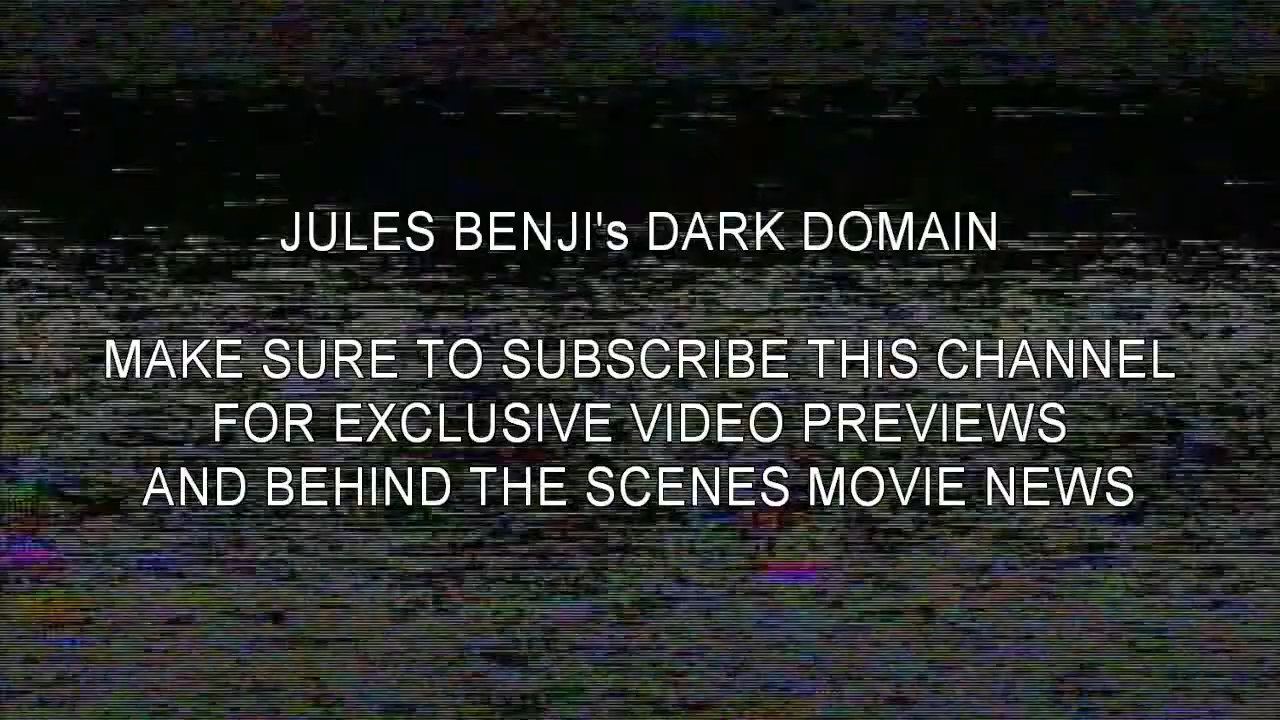 JULES BENJI's DARK DOMAIN
MAKE SURE TO SUBSCRIBE THIS CHANNEL
FOR EXCLUSIVE VIDEO PREVIEWS
AND BEHIND THE SCENES MOVIE NEWS